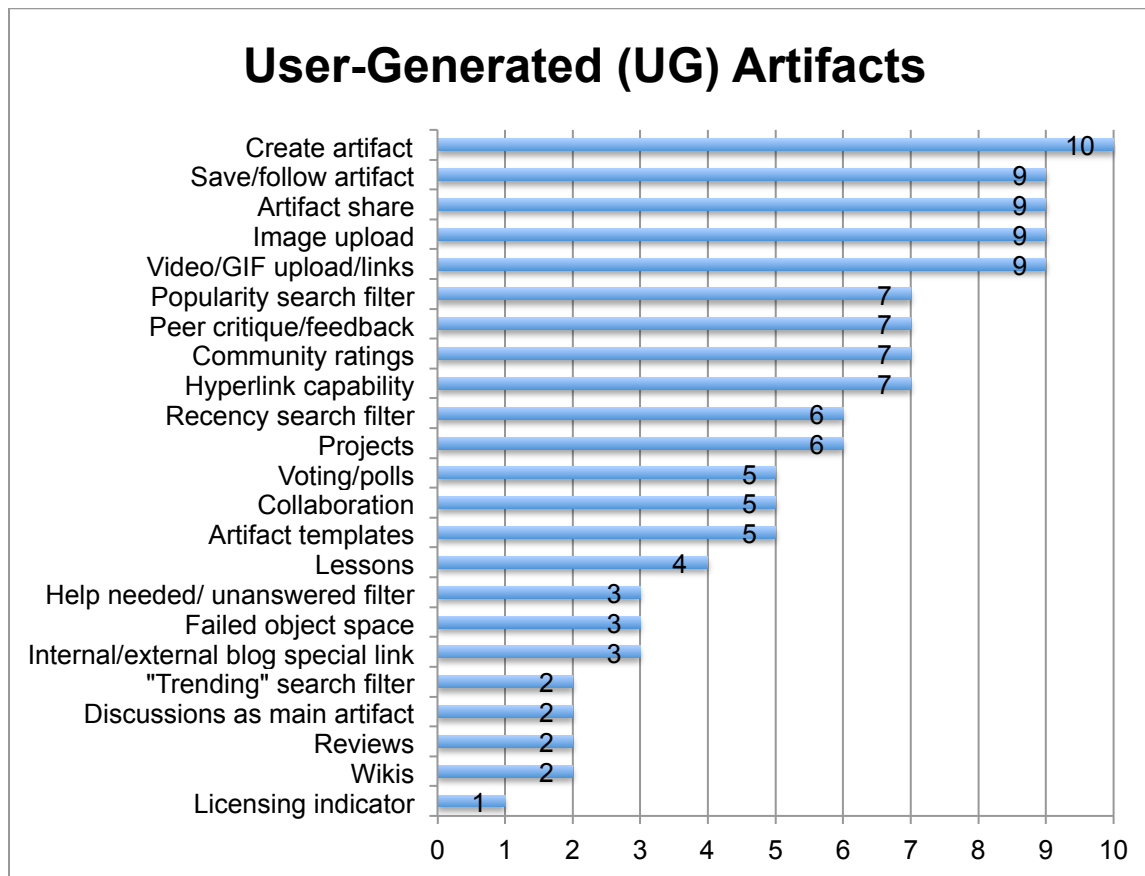 User-Generated (UG) Artifacts
Create artifact 10
Save/follow artifact 9
Artifact share 9
Image upload 9
Video/GIF upload/links 9
Popularity search filter 7
Peer critique/feedback 7
Community ratings 7
Hyperlink capability 7
Recency search filter 6
Projects 6
Voting/polls 5
Collaboration 5
Artifact templates 5
Lessons 4
Help needed/ unanswered filter 3
Failed object space 3
Internal/external blog special link 3
"Trending" search filter 2
Discussions as main artifact 2
Reviews 2
Wikis 2
Licensing indicator 1
0 1 2 3 4 5 6 7 8 9 10